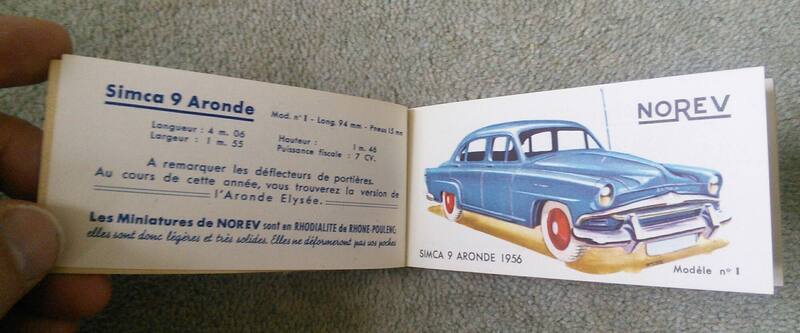 Simca 9 Aronde
Mod. n° 1 - Long. 94 mm - Pneus 15 mm
Longueur : 4 m. 06
Largeur : 1 m. 55
Hauteur : 1 m. 46
Puissance fiscale : 7 CV.
A remarquer les déflecteurs de portières.
Au cours de cette année, vous trouverez la version de
l'Aronde Elysée.
Les Miniatures de NOREV sont en RHODIALITE de RHONE-POULENC;
elles sont donc légères et très solides. Elles ne déformeront pas vos poches
NOREV
SIMCA 9 ARONDE 1956
Modèle n° 1